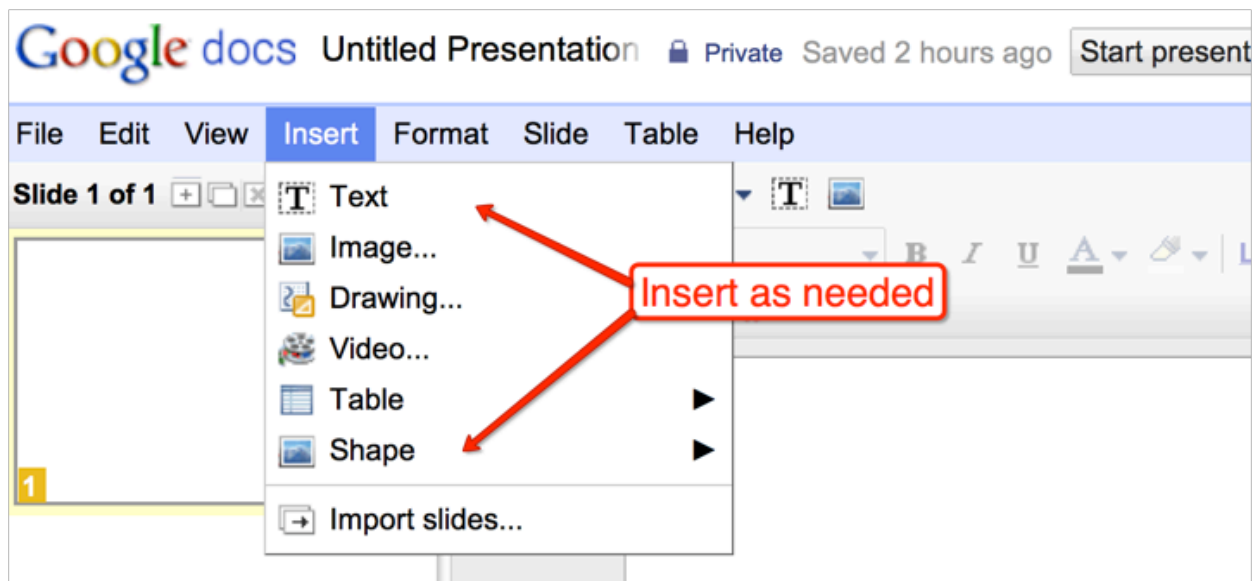 Google docs Untitled Presentation Private Saved 2 hours ago Start present
File Edit View Insert Format Slide Table Help
Slide 1 of 1
T Text
T
Image...
B I U A L
Drawing...
Insert as needed
Video...
Table
Shape
1
Import slides...